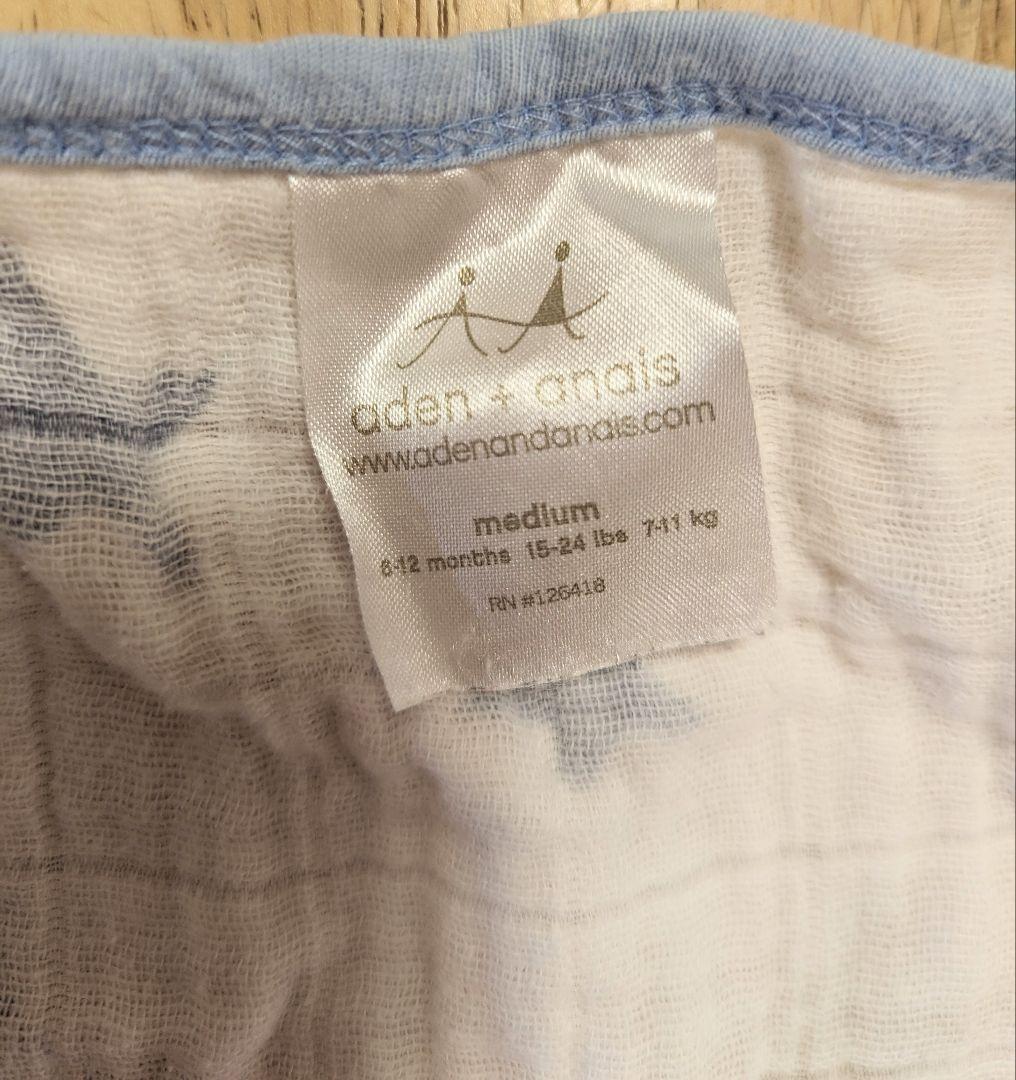 aden + anais
www.adenandanais.com
medium
6-12 months 15-24 lbs 7-11 kg
RN #126418